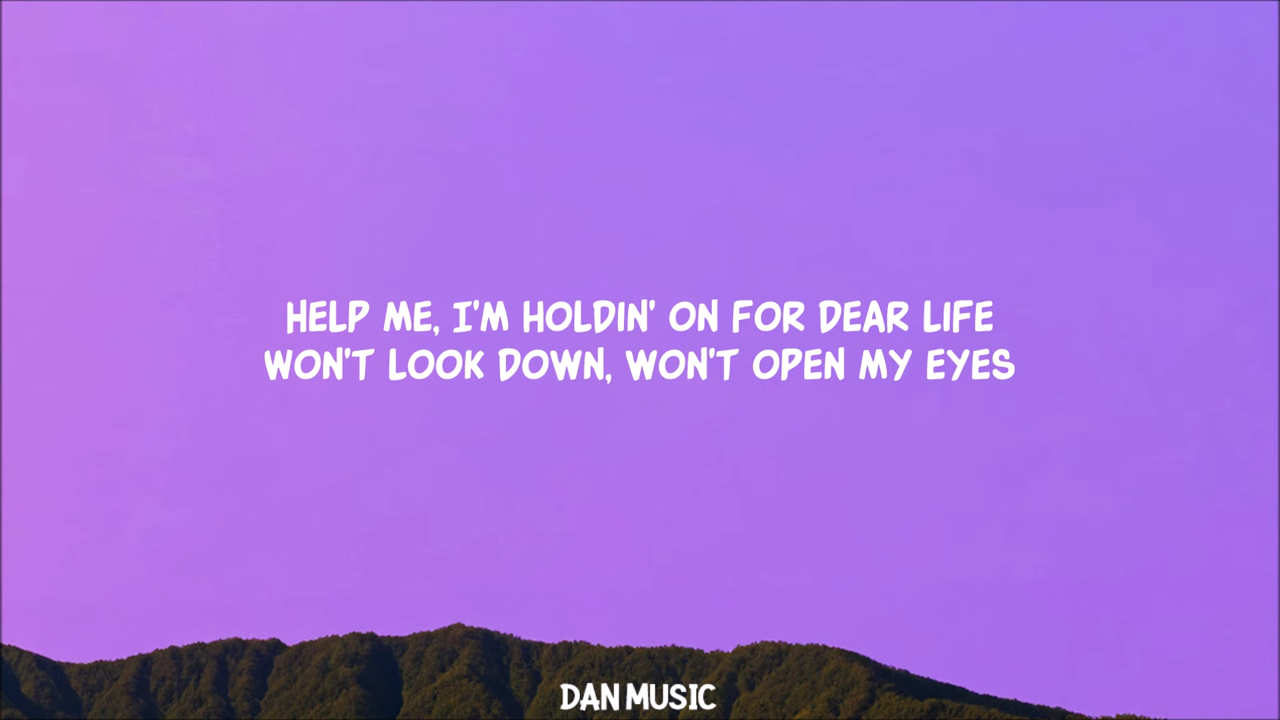 HELP ME, I'M HOLDIN' ON FOR DEAR LIFE
WON'T LOOK DOWN, WON'T OPEN MY EYES
DAN MUSIC